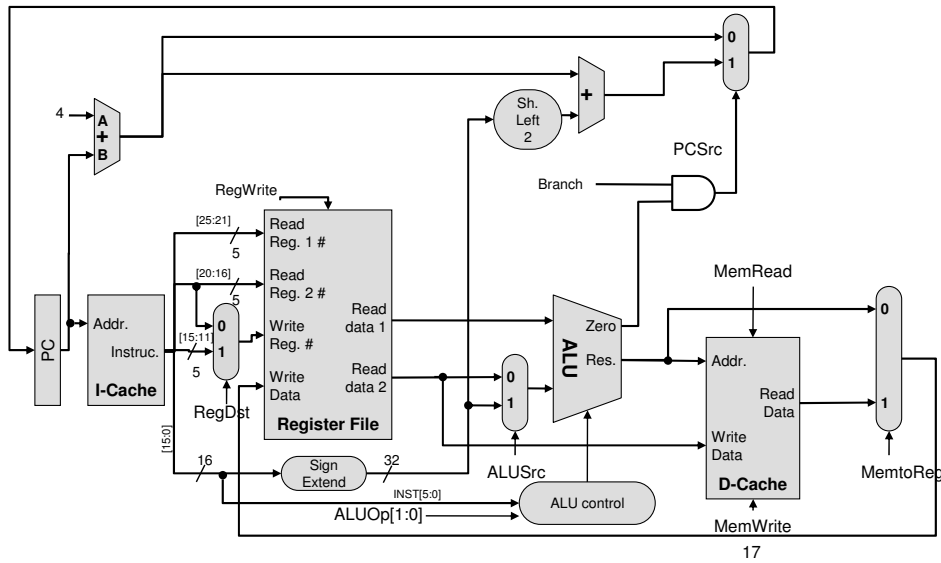 0
1
4
A
+
B
+
Sh.
Left
2
PCSrc
Branch
RegWrite
[25:21]
5
Read
Reg. 1 #
[20:16]
5
Read
Reg. 2 #
Write
Reg. #
Write
Data
Read
data 1
Read
data 2
Register File
PC
Addr.
Instruc.
I-Cache
[15:11]
5
0
1
RegDst
[15:0]
16
Sign
Extend
32
INST[5:0]
ALUOp[1:0]
ALU control
0
1
ALUSrc
ALU
Zero
Res.
MemRead
Addr.
Read
Data
Write
Data
D-Cache
MemWrite
0
1
MemtoReg
17